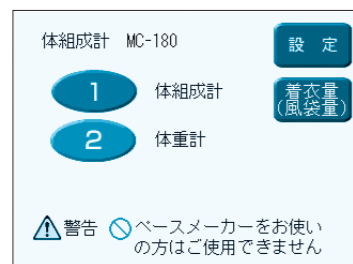 体組成計 MC-180
設 定
1 体組成計
着衣量
(風袋量)
2 体重計
警告 ペースメーカーをお使い
の方はご使用できません